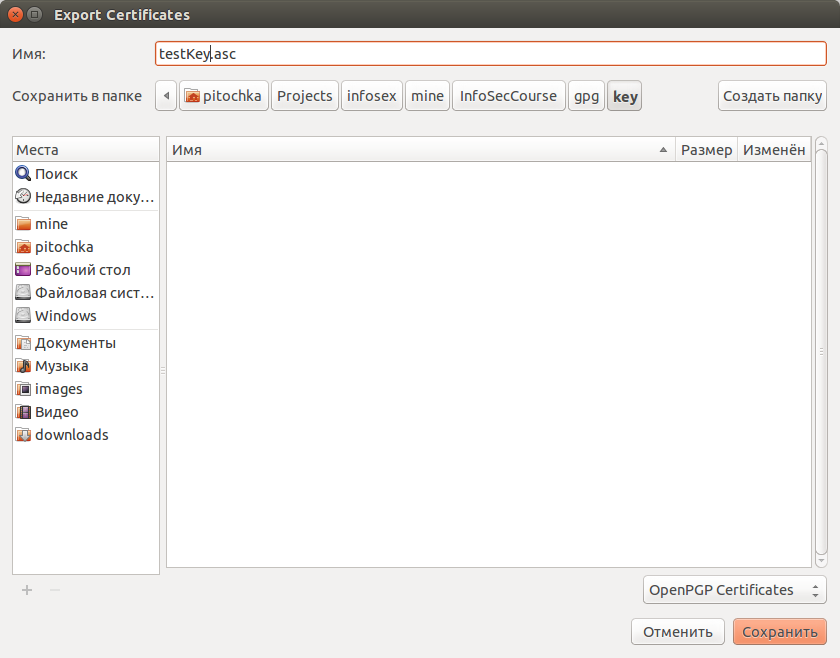 Export Certificates
Имя: testKey.asc
Сохранить в папке pitochka Projects infosex mine InfoSecCourse gpg key Создать папку
Места Имя Размер Изменён
Поиск
Недавние доку...
mine
pitochka
Рабочий стол
Файловая сист...
Windows
Документы
Музыка
images
Видео
downloads
OpenPGP Certificates
Отменить Сохранить